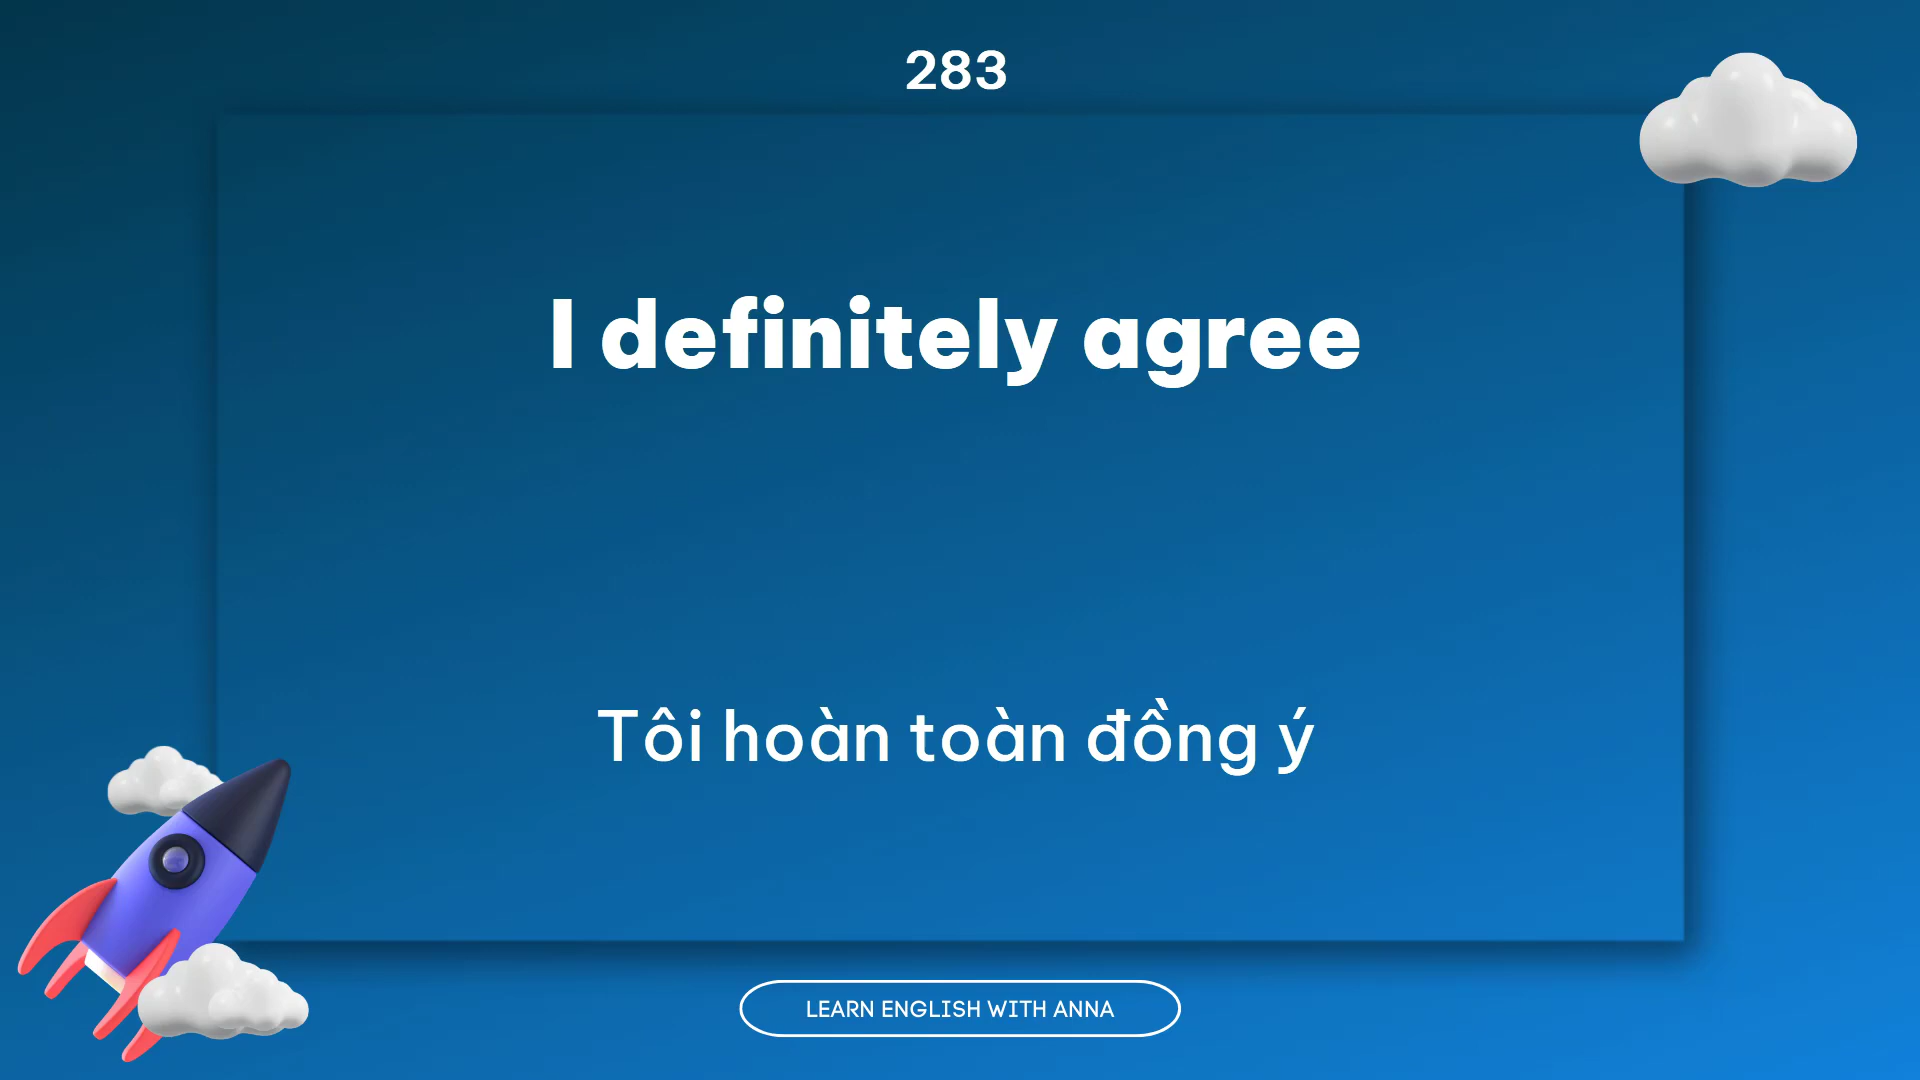 283
I definitely agree
Tôi hoàn toàn đồng ý
LEARN ENGLISH WITH ANNA